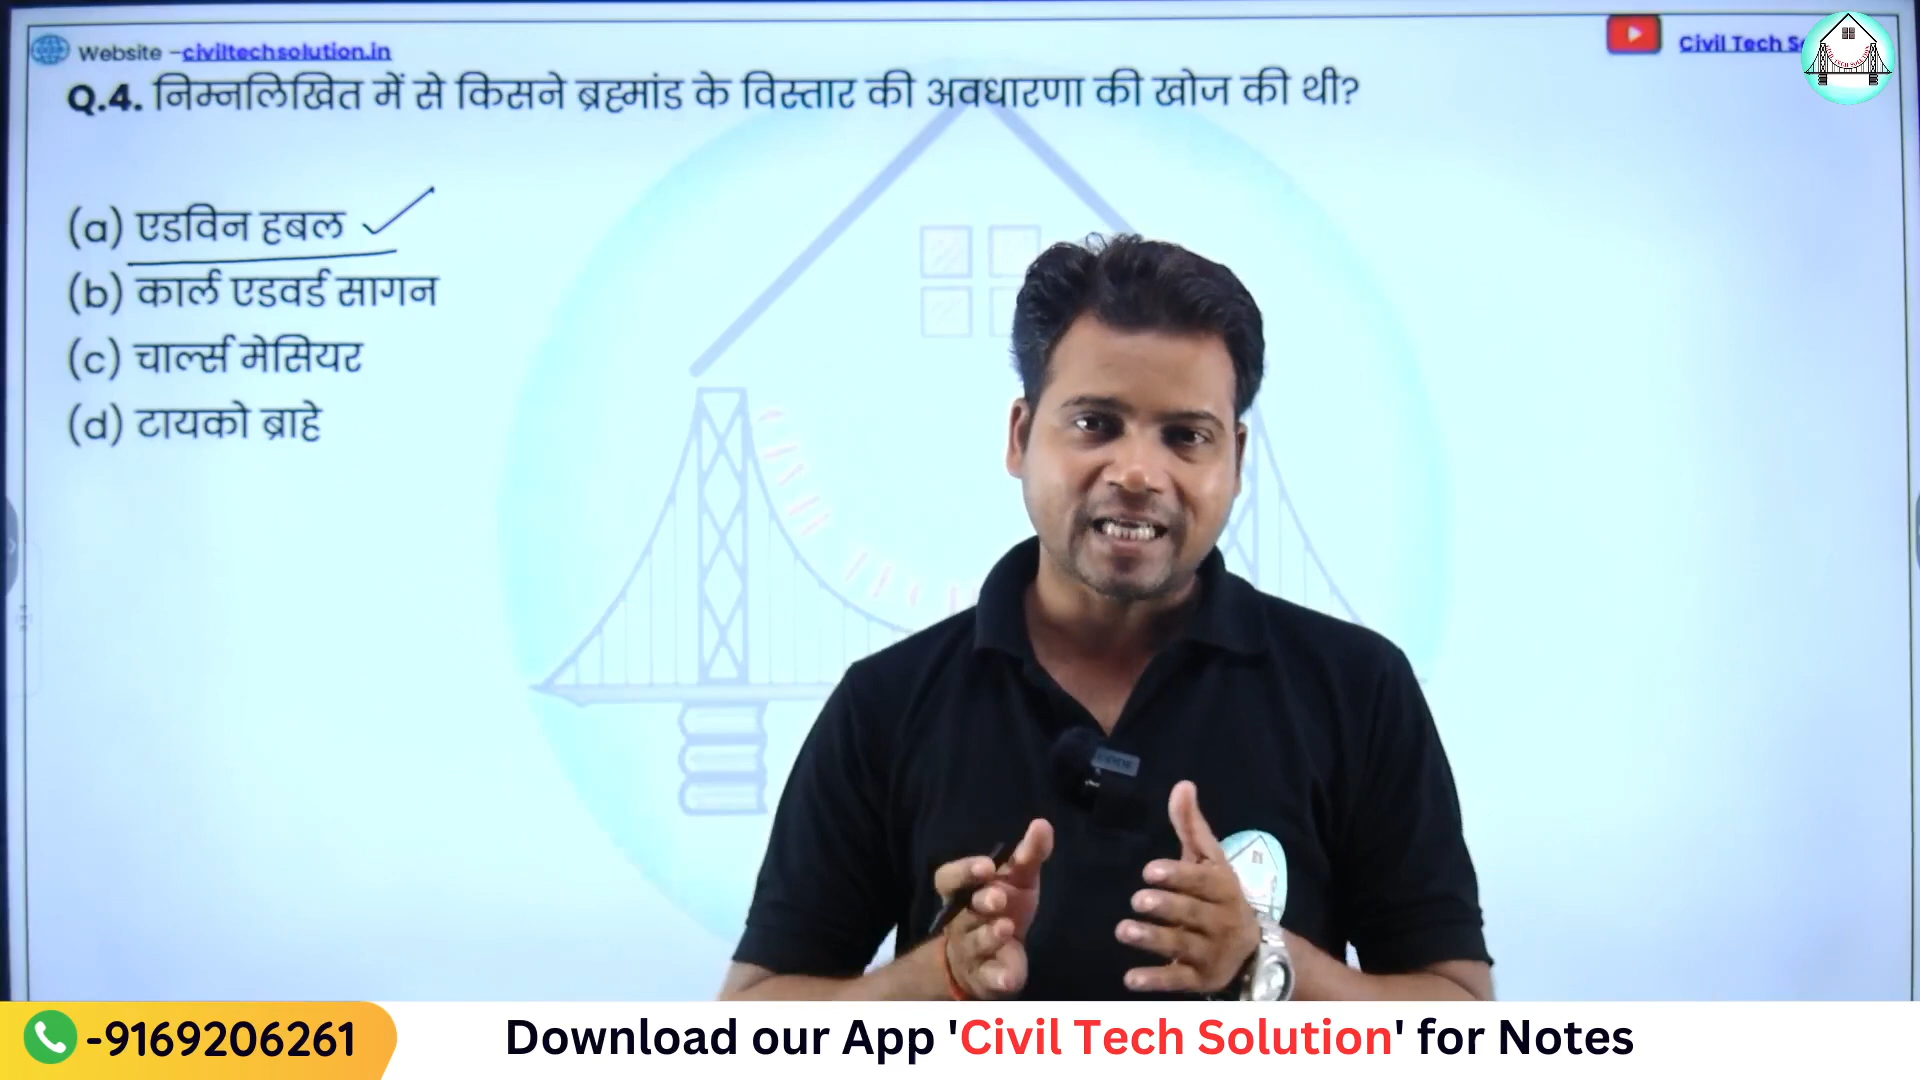 Website -civiltechsolution.in
Civil Tech
Q.4. निम्नलिखित में से किसने ब्रह्मांड के विस्तार की अवधारणा की खोज की थी?
(a) एडविन हबल
(b) कार्ल एडवर्ड सागन
(c) चार्ल्स मेसियर
(d) टायको ब्राहे
-9169206261
Download our App 'Civil Tech Solution' for Notes